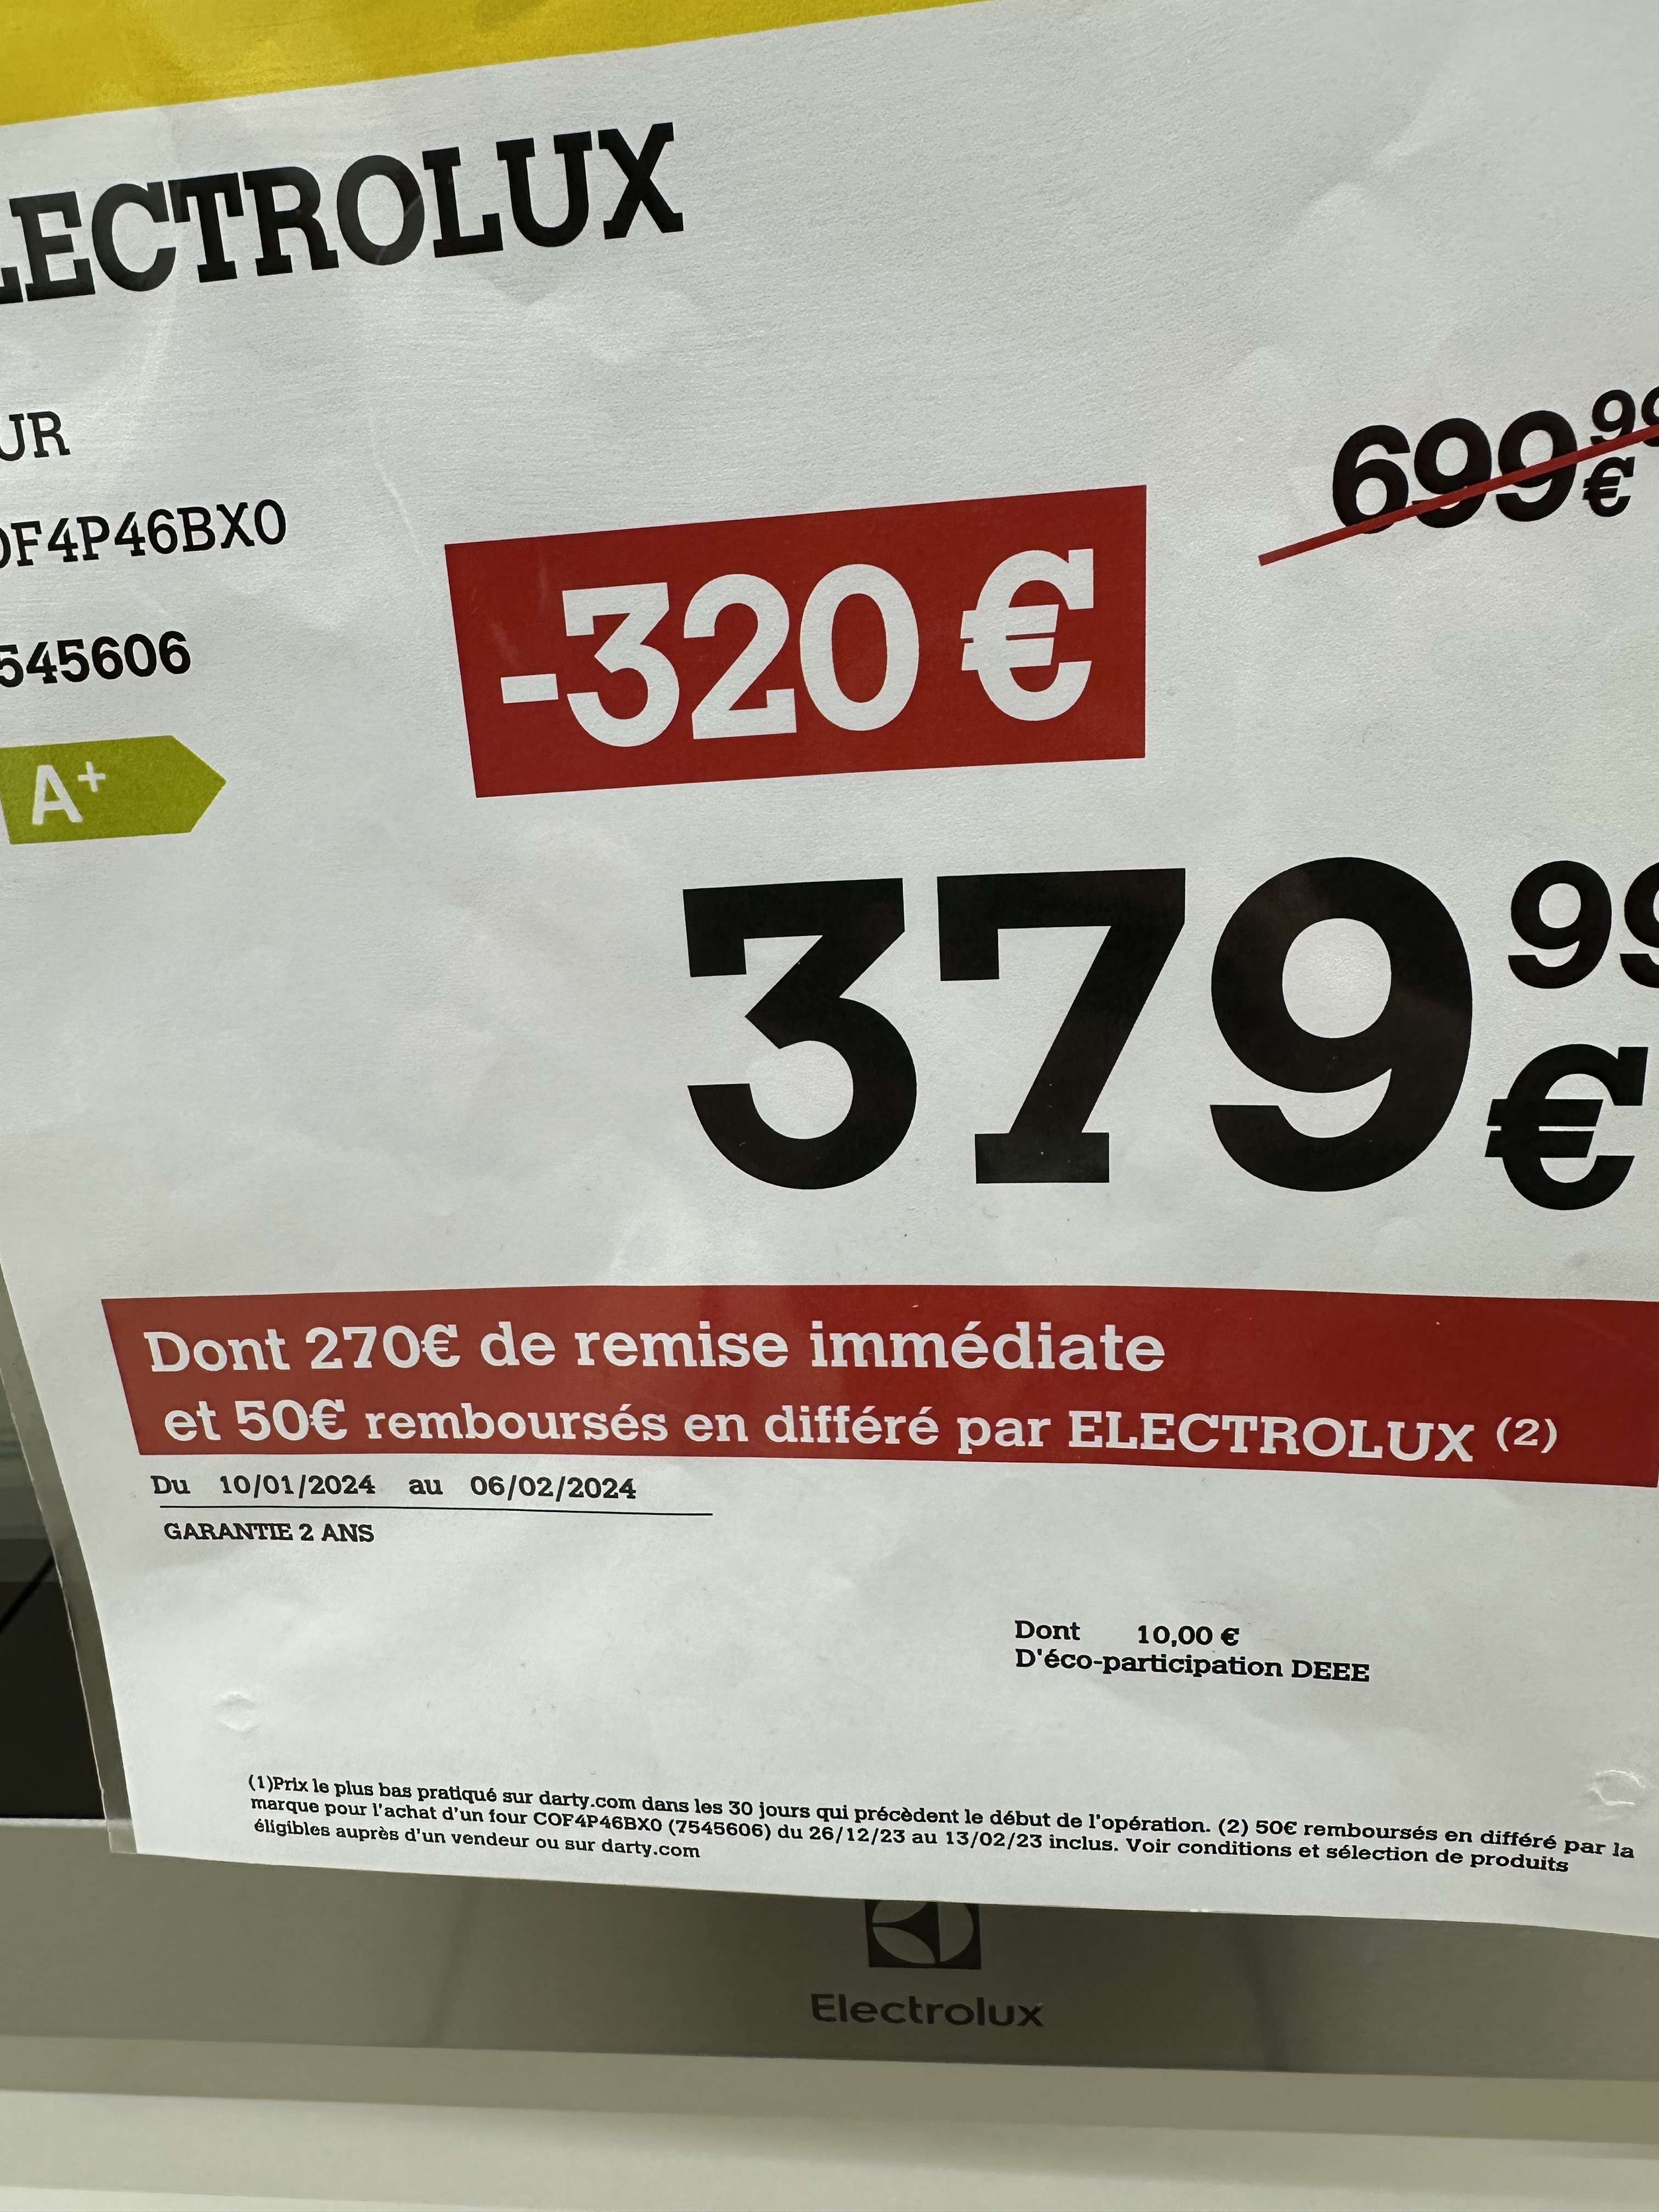 LECTROLUX
UR
OF4P46BX0
545606
A+
-320 €
699€99
379€99
Dont 270€ de remise immédiate
et 50€ remboursés en différé par ELECTROLUX (2)
Du 10/01/2024 au 06/02/2024
GARANTIE 2 ANS
Dont 10,00 €
D'éco-participation DEEE
(1)Prix le plus bas pratiqué sur darty.com dans les 30 jours qui précèdent le début de l'opération. (2) 50€ remboursés en différé par la
marque pour l'achat d'un four COF4P46BX0 (7545606) du 26/12/23 au 13/02/23 inclus. Voir conditions et sélection de produits
éligibles auprès d'un vendeur ou sur darty.com
Electrolux